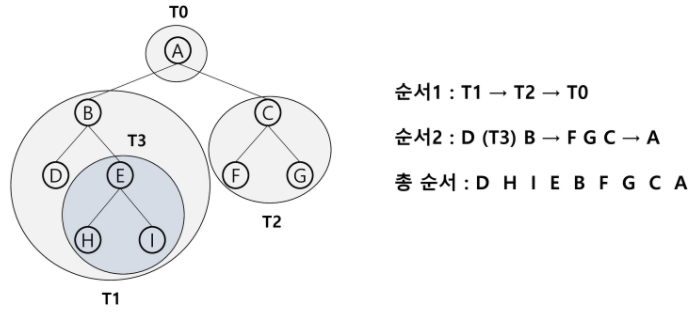 T0
A
B
C
T3
D
E
F
G
H
I
T2
T1
순서1 : T1 → T2 → T0
순서2 : D (T3) B → F G C → A
총 순서 : D H I E B F G C A